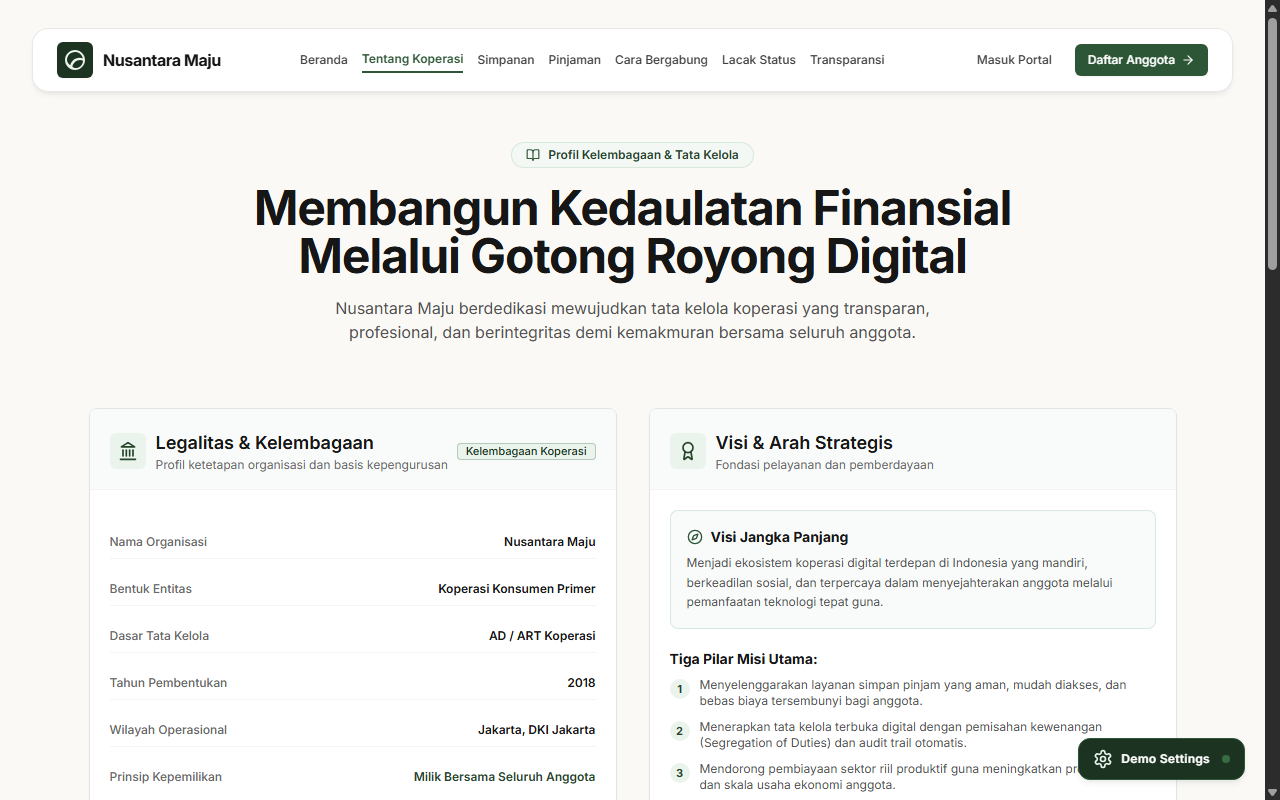 Nusantara Maju
Beranda
Tentang Koperasi
Simpanan
Pinjaman
Cara Bergabung
Lacak Status
Transparansi
Masuk Portal
Daftar Anggota
Profil Kelembagaan & Tata Kelola
Membangun Kedaulatan Finansial
Melalui Gotong Royong Digital
Nusantara Maju berdedikasi mewujudkan tata kelola koperasi yang transparan,
profesional, dan berintegritas demi kemakmuran bersama seluruh anggota.
Legalitas & Kelembagaan
Profil ketetapan organisasi dan basis kepengurusan
Kelembagaan Koperasi
Nama Organisasi
Nusantara Maju
Bentuk Entitas
Koperasi Konsumen Primer
Dasar Tata Kelola
AD / ART Koperasi
Tahun Pembentukan
2018
Wilayah Operasional
Jakarta, DKI Jakarta
Prinsip Kepemilikan
Milik Bersama Seluruh Anggota
Visi & Arah Strategis
Fondasi pelayanan dan pemberdayaan
Visi Jangka Panjang
Menjadi ekosistem koperasi digital terdepan di Indonesia yang mandiri,
berkeadilan sosial, dan terpercaya dalam menyejahterakan anggota melalui
pemanfaatan teknologi tepat guna.
Tiga Pilar Misi Utama:
1
Menyelenggarakan layanan simpan pinjam yang aman, mudah diakses, dan
bebas biaya tersembunyi bagi anggota.
2
Menerapkan tata kelola terbuka digital dengan pemisahan kewenangan
(Segregation of Duties) dan audit trail otomatis.
3
Mendorong pembiayaan sektor riil produktif guna meningkatkan
dan skala usaha ekonomi anggota.
Demo Settings